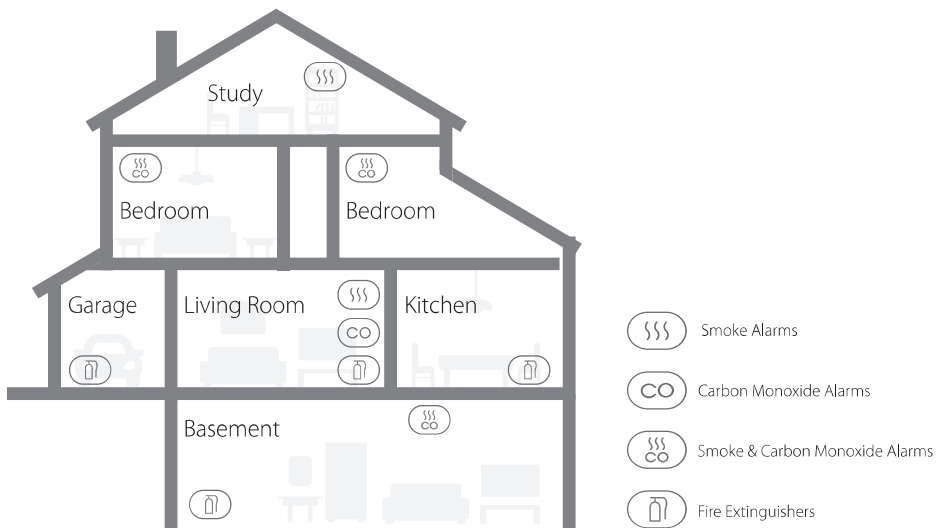 Study
CO
CO
Bedroom
Bedroom
Garage
Living Room
Kitchen
CO
Smoke Alarms
CO
Carbon Monoxide Alarms
CO
Basement
CO
Smoke & Carbon Monoxide Alarms
Fire Extinguishers